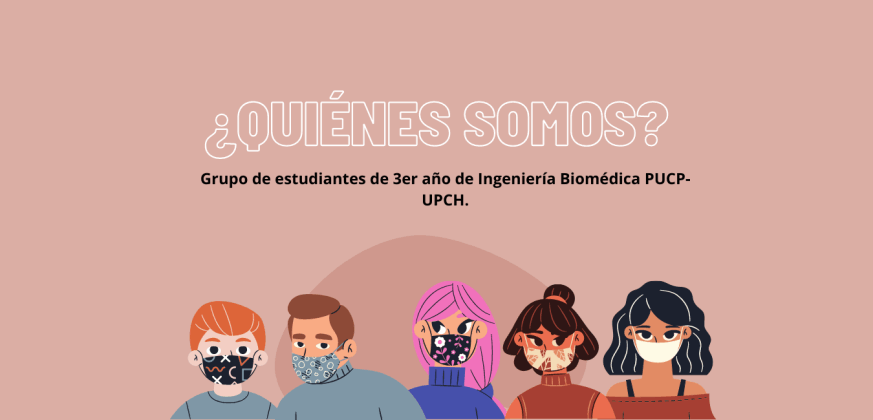 ¿QUIÉNES SOMOS?
Grupo de estudiantes de 3er año de Ingeniería Biomédica PUCP-
UPCH.